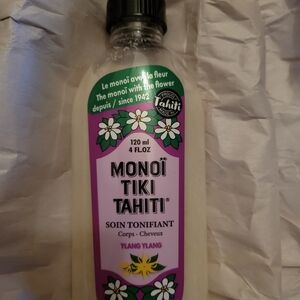 Le monoï avec la fleur
The monoi with the flower
depuis / since 1942
Tahiti
120 ml
4 FL.OZ
MONOÏ
TIKI
TAHITI®
SOIN TONIFIANT
Corps - Cheveux
YLANG YLANG